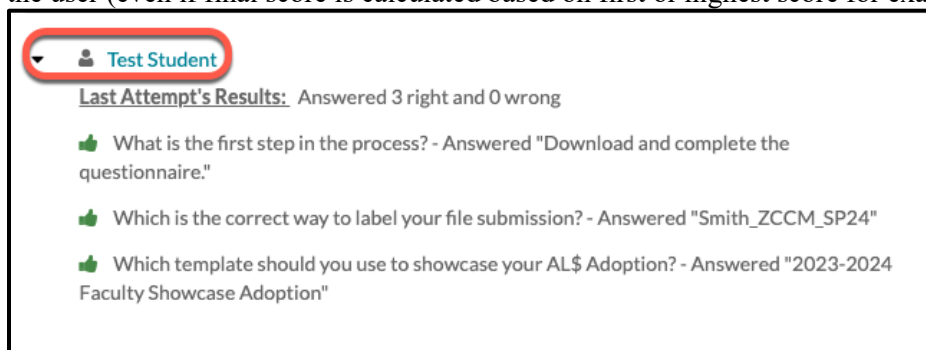 the user (even if final score is calculated based on first or highest score for exa
Test Student
Last Attempt's Results: Answered 3 right and 0 wrong
What is the first step in the process? - Answered "Download and complete the
questionnaire."
Which is the correct way to label your file submission? - Answered "Smith_ZCCM_SP24"
Which template should you use to showcase your AL$ Adoption? - Answered "2023-2024
Faculty Showcase Adoption"